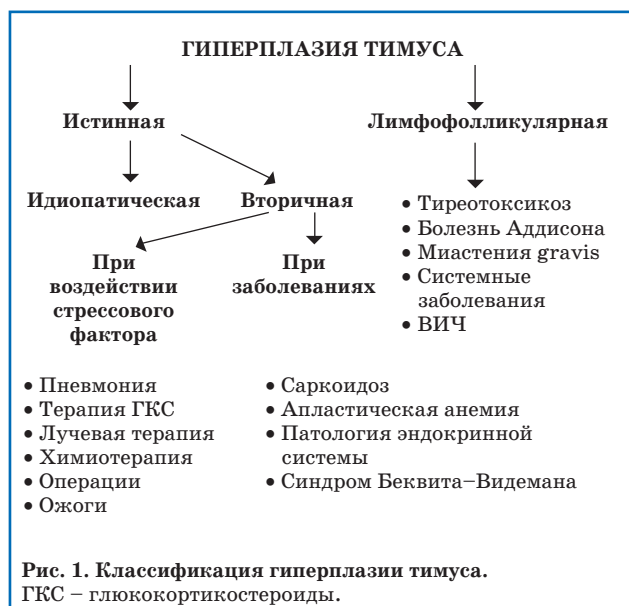 ГИПЕРПЛАЗИЯ ТИМУСА
Истинная
Лимфофолликулярная
Идиопатическая
Вторичная
• Тиреотоксикоз
• Болезнь Аддисона
• Миастения gravis
• Системные
заболевания
• ВИЧ
При
воздействии
стрессового
фактора
При
заболеваниях
• Пневмония
• Терапия ГКС
• Лучевая терапия
• Химиотерапия
• Операции
• Ожоги
• Саркоидоз
• Апластическая анемия
• Патология эндокринной
системы
• Синдром Беквита–Видемана
Рис. 1. Классификация гиперплазии тимуса.
ГКС – глюкокортикостероиды.